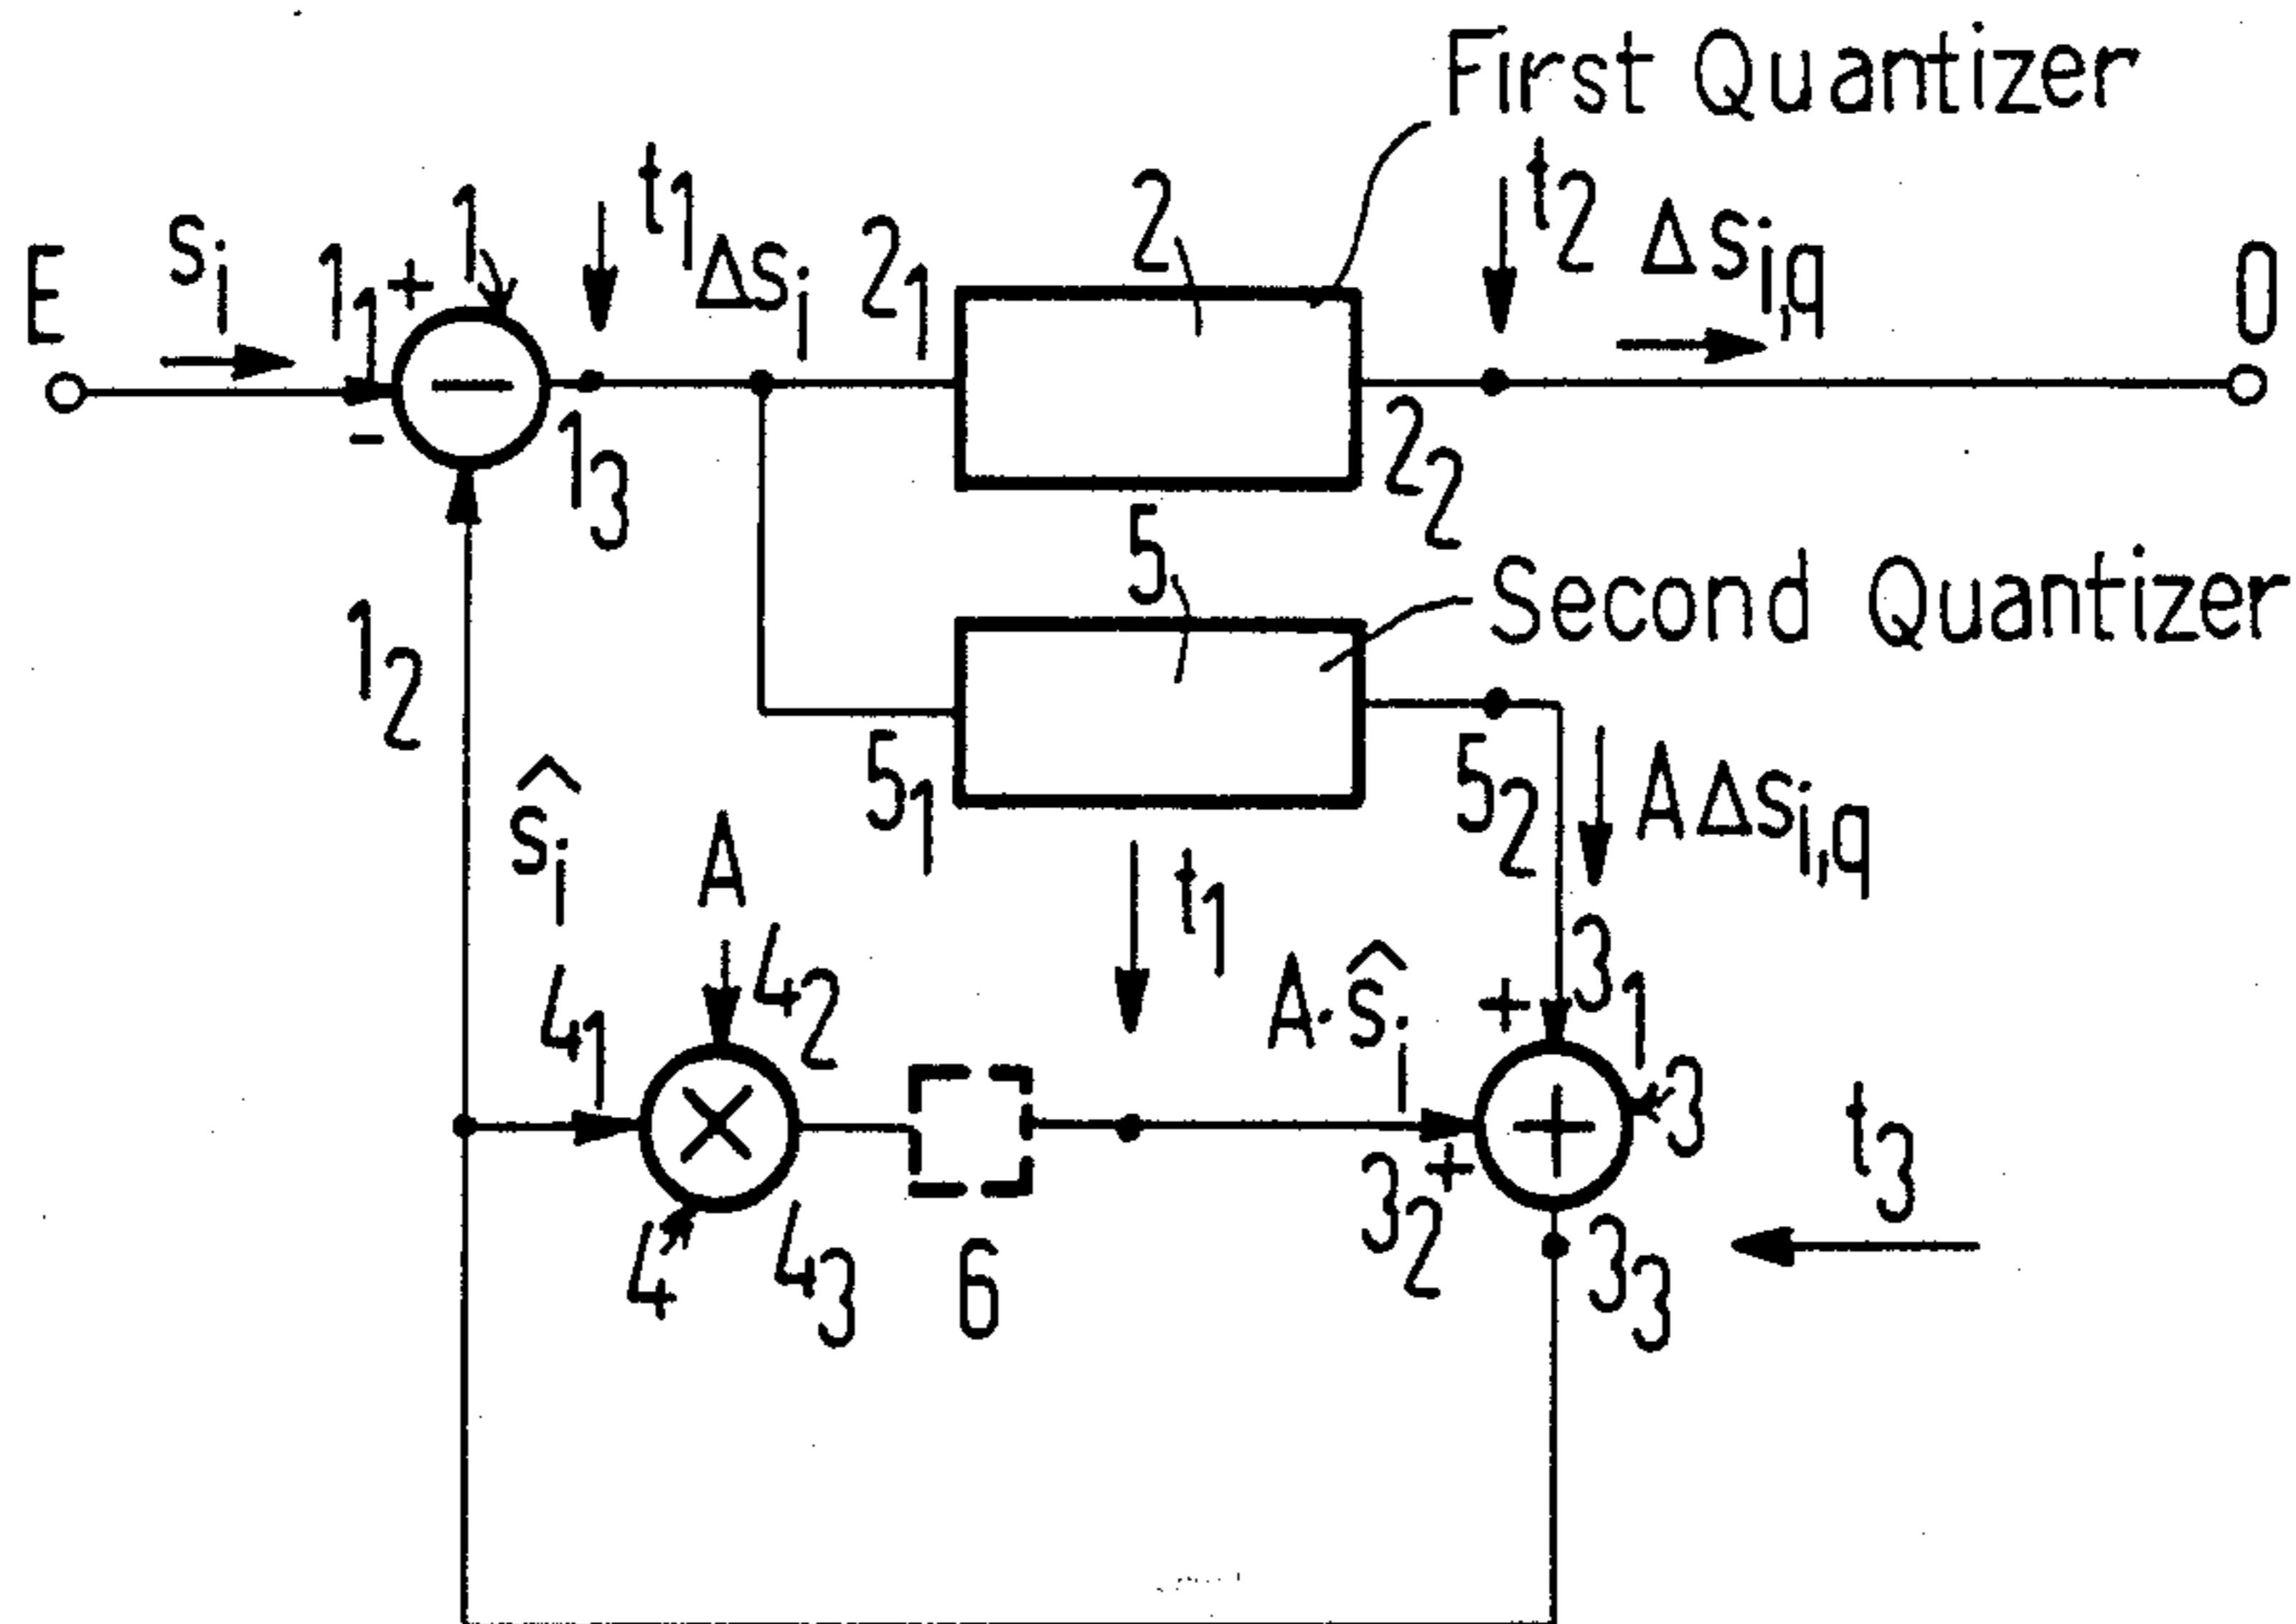 First Quantizer
E
s_i
1_1
+
1
t_1
Δs_i
2_1
2
t_2
Δs_i,q
O
-
−
1_3
2_2
5
Second Quantizer
1_2
5_1
5_2
AΔs_i,q
ŝ_i
A
t_1
4_1
4_2
A·ŝ_i
+
3_1
×
+
3
t_3
4
4_3
6
3_2
+
3_3